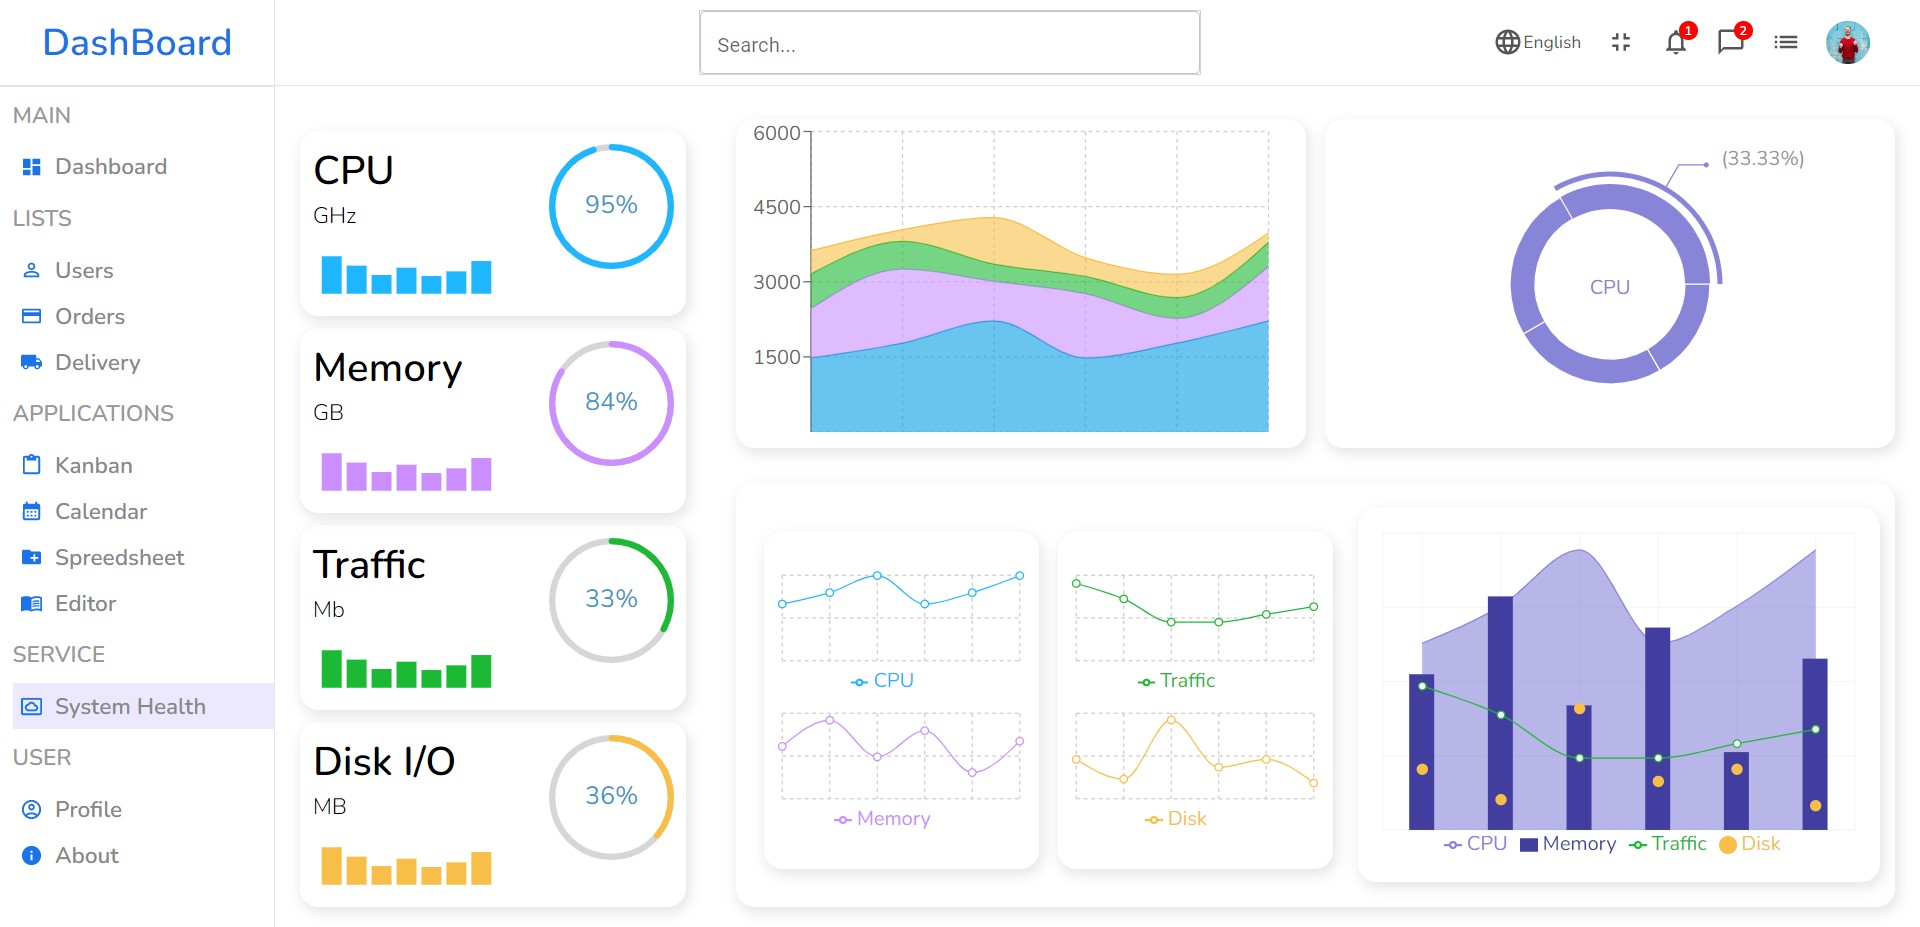 DashBoard
Search...
English
1
2
MAIN
Dashboard
LISTS
Users
Orders
Delivery
APPLICATIONS
Kanban
Calendar
Spreedsheet
Editor
SERVICE
System Health
USER
Profile
About
CPU
GHz
95%
Memory
GB
84%
Traffic
Mb
33%
Disk I/O
MB
36%
6000
4500
3000
1500
(33.33%)
CPU
CPU
Memory
Traffic
Disk
CPU Memory Traffic Disk